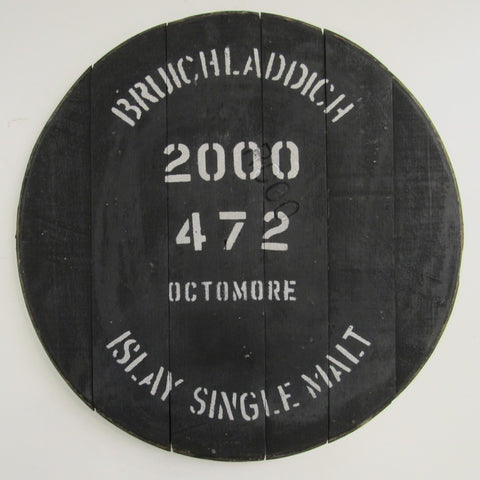 BRUICHLADDICH
2000
472
OCTOMORE
ISLAY SINGLE MALT